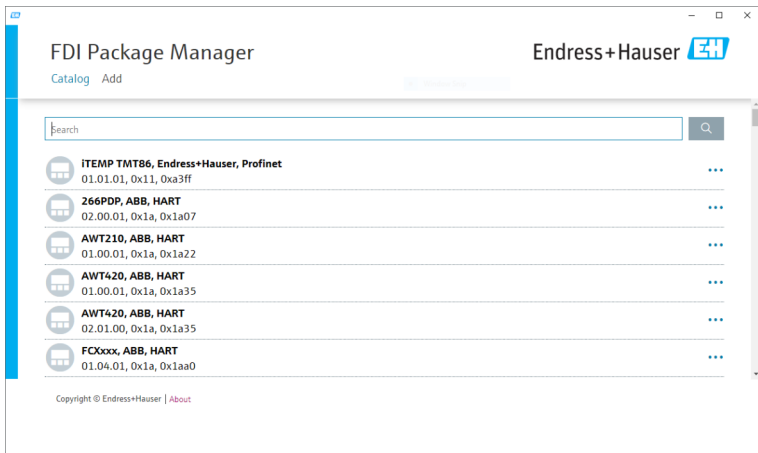 FDI Package Manager
Endress+Hauser EH
Catalog Add
Search
iTEMP TMT86, Endress+Hauser, Profinet
01.01.01, 0x11, 0xa3ff
266PDP, ABB, HART
02.00.01, 0x1a, 0x1a07
AWT210, ABB, HART
01.00.01, 0x1a, 0x1a22
AWT420, ABB, HART
01.00.01, 0x1a, 0x1a35
AWT420, ABB, HART
02.01.00, 0x1a, 0x1a35
FCXxxx, ABB, HART
01.04.01, 0x1a, 0x1aa0
Copyright © Endress+Hauser | About